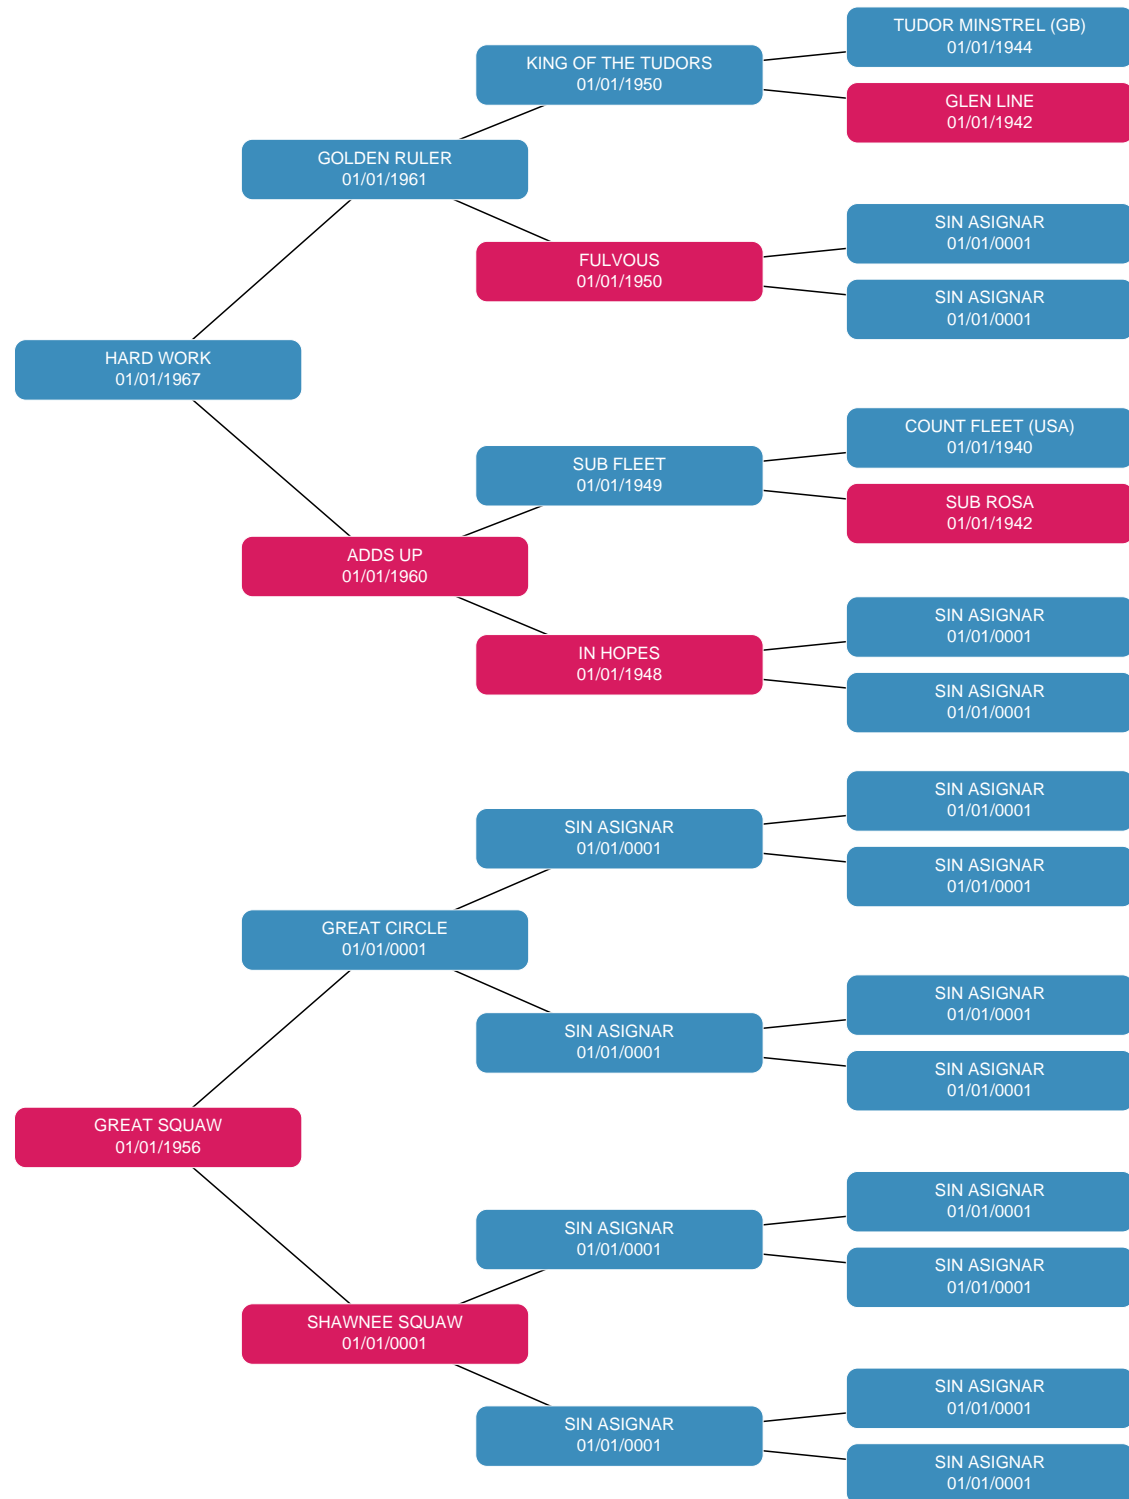 TUDOR MINSTREL (GB)
01/01/1944
KING OF THE TUDORS
01/01/1950
GLEN LINE
01/01/1942
GOLDEN RULER
01/01/1961
SIN ASIGNAR
01/01/0001
FULVOUS
01/01/1950
SIN ASIGNAR
01/01/0001
HARD WORK
01/01/1967
COUNT FLEET (USA)
01/01/1940
SUB FLEET
01/01/1949
SUB ROSA
01/01/1942
ADDS UP
01/01/1960
SIN ASIGNAR
01/01/0001
IN HOPES
01/01/1948
SIN ASIGNAR
01/01/0001
SIN ASIGNAR
01/01/0001
SIN ASIGNAR
01/01/0001
SIN ASIGNAR
01/01/0001
GREAT CIRCLE
01/01/0001
SIN ASIGNAR
01/01/0001
SIN ASIGNAR
01/01/0001
SIN ASIGNAR
01/01/0001
GREAT SQUAW
01/01/1956
SIN ASIGNAR
01/01/0001
SIN ASIGNAR
01/01/0001
SIN ASIGNAR
01/01/0001
SHAWNEE SQUAW
01/01/0001
SIN ASIGNAR
01/01/0001
SIN ASIGNAR
01/01/0001
SIN ASIGNAR
01/01/0001